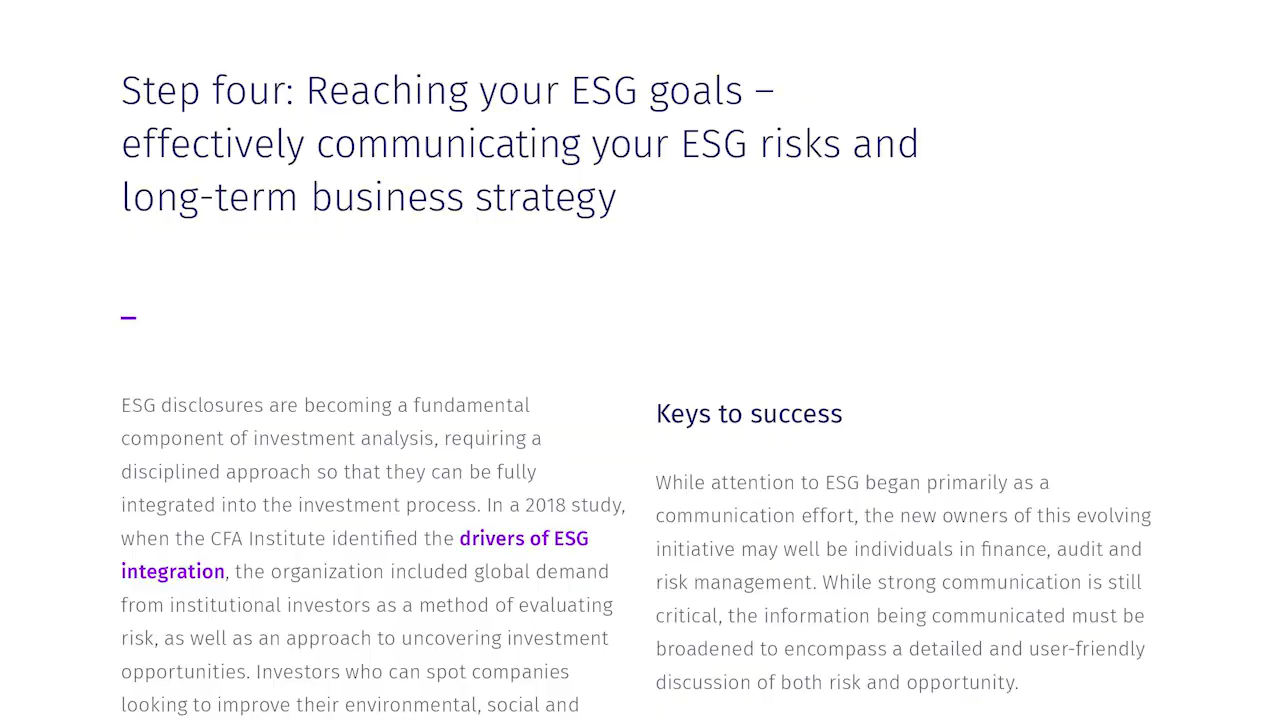 Step four: Reaching your ESG goals –
effectively communicating your ESG risks and
long-term business strategy
–
ESG disclosures are becoming a fundamental
component of investment analysis, requiring a
disciplined approach so that they can be fully
integrated into the investment process. In a 2018 study,
when the CFA Institute identified the drivers of ESG
integration, the organization included global demand
from institutional investors as a method of evaluating
risk, as well as an approach to uncovering investment
opportunities. Investors who can spot companies
looking to improve their environmental, social and
Keys to success
While attention to ESG began primarily as a
communication effort, the new owners of this evolving
initiative may well be individuals in finance, audit and
risk management. While strong communication is still
critical, the information being communicated must be
broadened to encompass a detailed and user-friendly
discussion of both risk and opportunity.